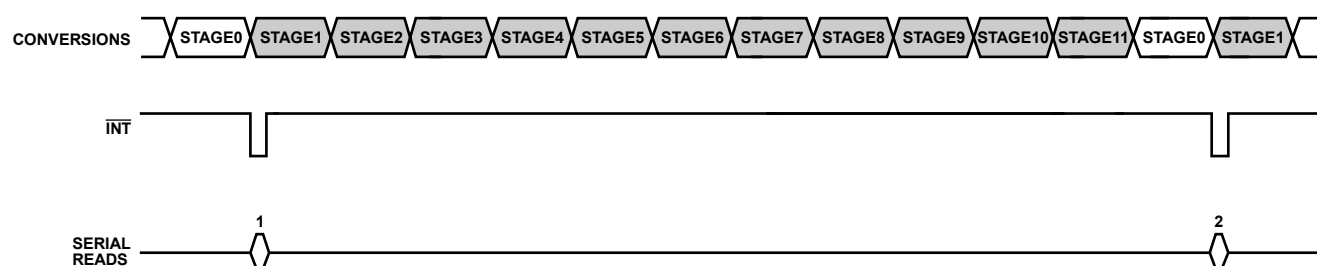 CONVERSIONS STAGE0 STAGE1 STAGE2 STAGE3 STAGE4 STAGE5 STAGE6 STAGE7 STAGE8 STAGE9 STAGE10 STAGE11 STAGE0 STAGE1
INT
1 2
SERIAL
READS